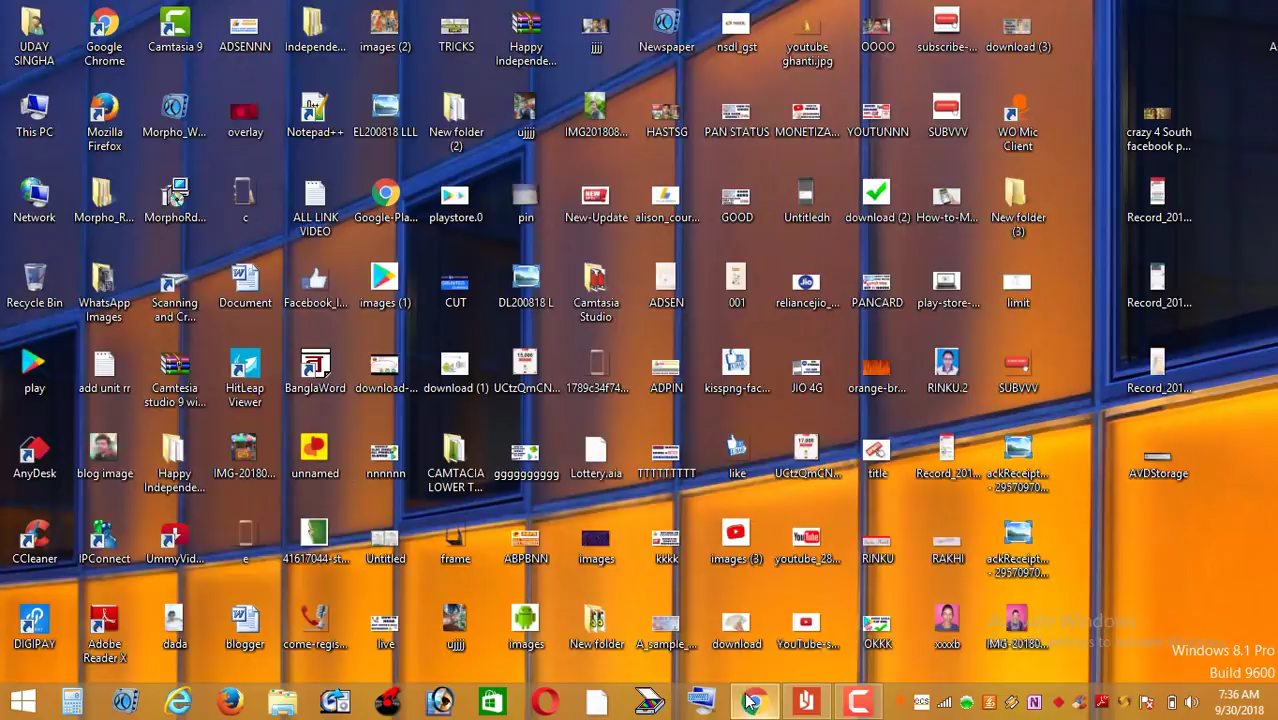 UDAY SINGHA
Google Chrome
Camtasia 9
ADSENNN
Independe...
images (2)
TRICKS
Happy Independe...
jjjj
Newspaper
nsdl_gst
youtube ghanti.jpg
OOOO
subscribe-...
download (3)
This PC
Mozilla Firefox
Morpho_W...
overlay
Notepad++
EL200818 LLL
New folder (2)
ujjjj
IMG201808...
HASTSG
PAN STATUS
MONETIZA...
YOUTUNNN
SUBVVV
WO Mic Client
crazy 4 South facebook p...
Network
Morpho_R...
MorphoRd...
c
ALL LINK VIDEO
Google-Pla...
playstore.0
pin
New-Update
alison_cour...
GOOD
Untitledh
download (2)
How-to-M...
New folder (3)
Record_201...
Recycle Bin
WhatsApp Images
Scanning and Cr...
Document
Facebook_I...
images (1)
CUT
DL200818 L
Camtasia Studio
ADSEN
001
reliancejio_...
PANCARD
play-store-...
limit
Record_201...
play
add unit rr
Camtesia studio 9 wi...
HitLeap Viewer
BanglaWord
download-...
download (1)
UCtzQmCN...
1789c34f74...
ADPIN
kisspng-fac...
JIO 4G
orange-br...
RINKU.2
SUBVVV
Record_201...
AnyDesk
blog image
Happy Independe...
IMG-20180...
unnamed
nnnnnn
CAMTACIA LOWER T...
gggggggggg
Lottery.aia
TTTTTTTTT
like
UCtzQmCN...
title
Record_201...
ackReceipt... - 29570970...
AVDStorage
CCleaner
IPConnect
UmmyVid...
e
41617044-st...
Untitled
frame
ABPBNN
images
kkkk
images (3)
youtube_28...
RINKU
RAKHI
ackReceipt... - 29570970...
DIGIPAY
Adobe Reader X
dada
blogger
come-regis...
live
ujjjj
images
New folder
A_sample_...
download
YouTube-s...
OKKK
xxxxb
IMG-20180...
Activate Windows
Windows 8.1 Pro
Build 9600
7:36 AM
9/30/2018